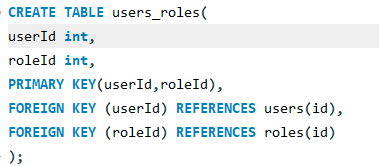 CREATE TABLE users_roles(
userId int,
roleId int,
PRIMARY KEY(userId,roleId),
FOREIGN KEY (userId) REFERENCES users(id),
FOREIGN KEY (roleId) REFERENCES roles(id)
);